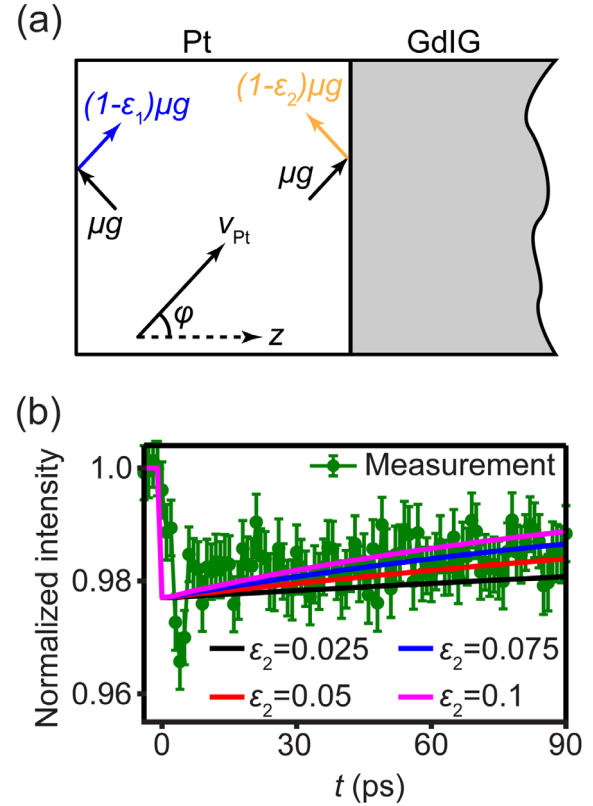 (a)
Pt GdIG
(1-ε₁)μg (1-ε₂)μg
μg μg
v_Pt
φ z
(b)
Normalized intensity
1.0
0.98
0.96
Measurement
ε₂=0.025 ε₂=0.075
ε₂=0.05 ε₂=0.1
0 30 60 90
t (ps)